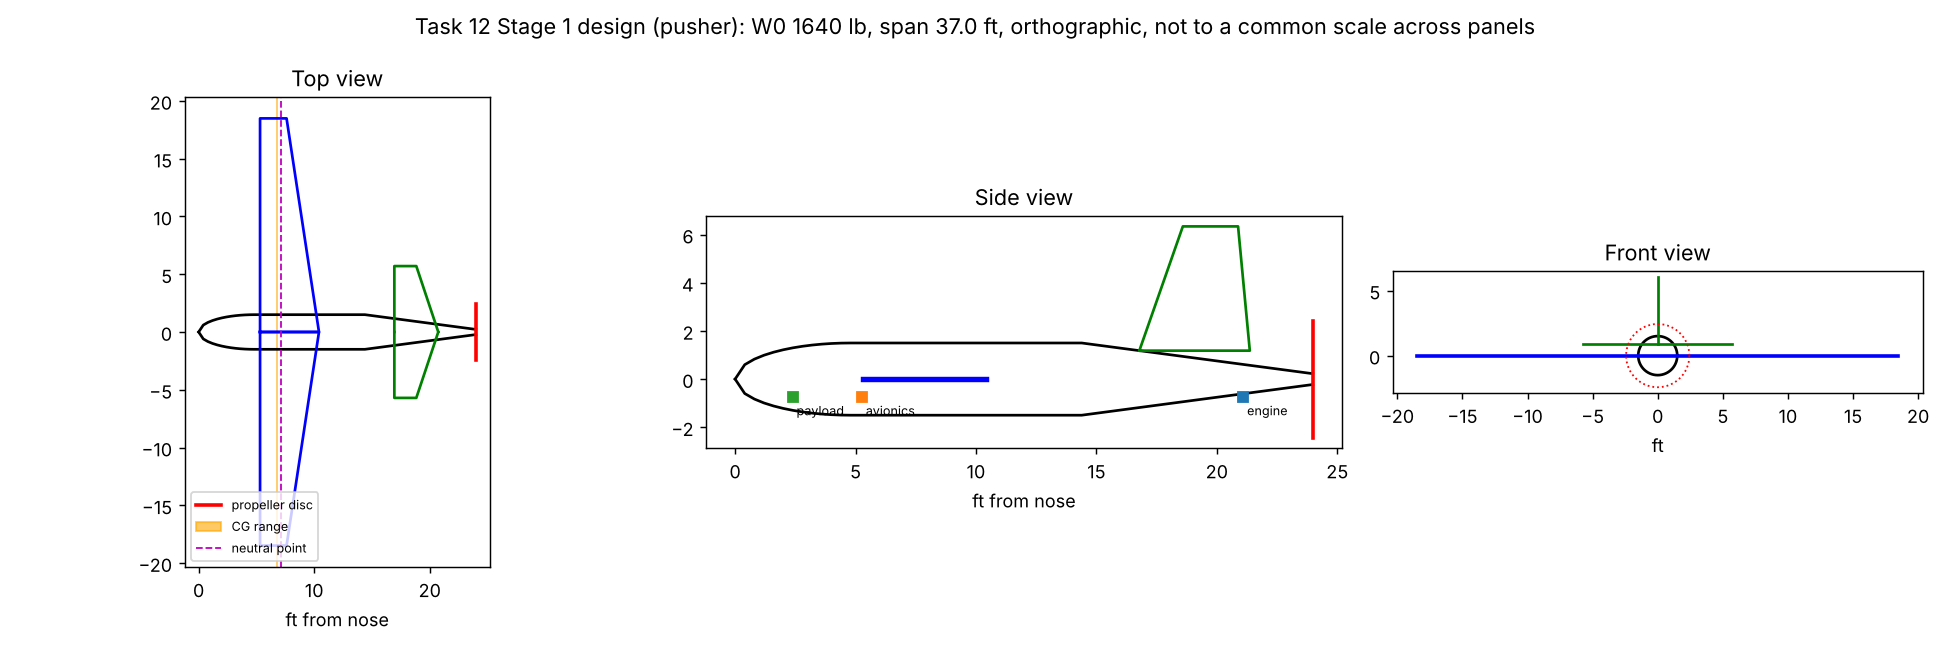 Task 12 Stage 1 design (pusher): W0 1640 lb, span 37.0 ft, orthographic, not to a common scale across panels
Top view
20
15
10
5
0
−5
−10
−15
−20
propeller disc
CG range
neutral point
0 10 20
ft from nose
Side view
6
4
2
0
−2
payload avionics engine
0 5 10 15 20 25
ft from nose
Front view
5
0
−20 −15 −10 −5 0 5 10 15 20
ft